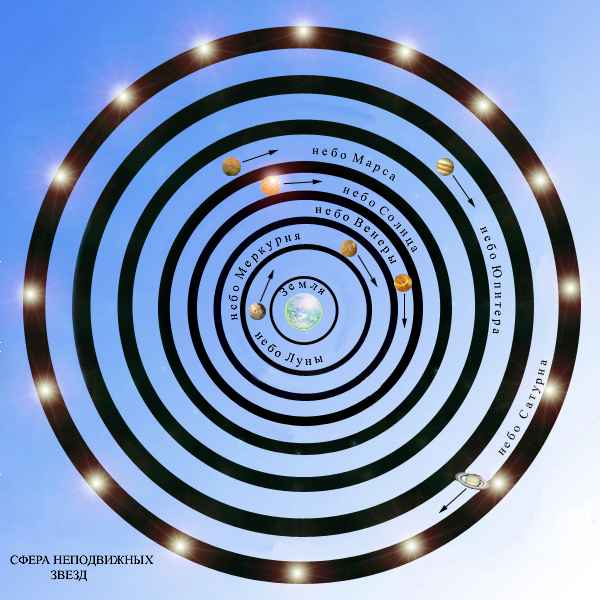 небо Марса
небо Солнца
небо Венеры
небо Меркурия
небо Юпитера
Земля
небо Луны
небо Сатурна
СФЕРА НЕПОДВИЖНЫХ
ЗВЕЗД